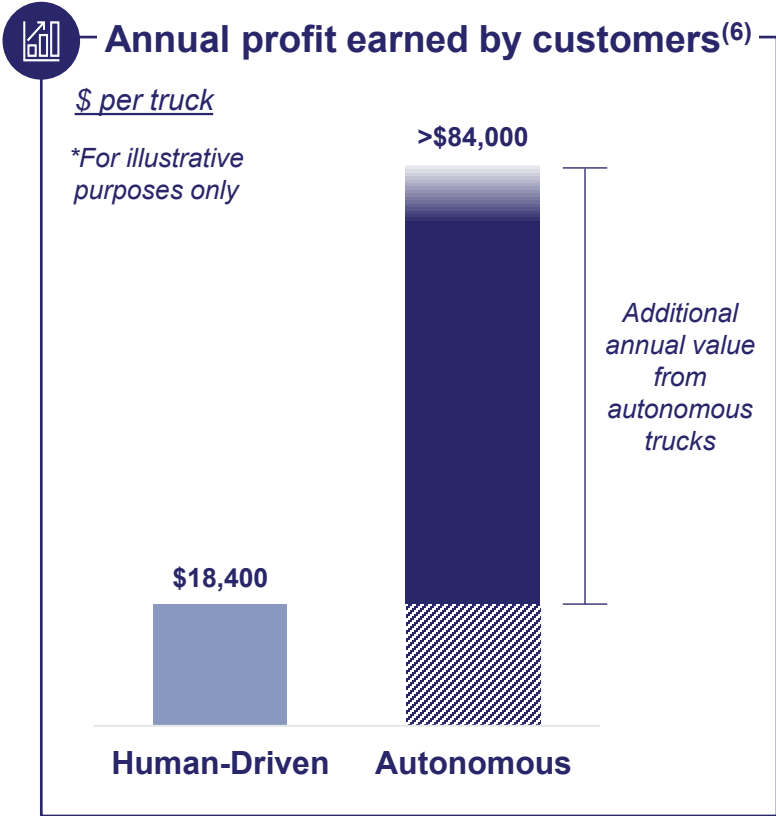 Annual profit earned by customers(6)
$ per truck
*For illustrative
purposes only
>$84,000
Additional
annual value
from
autonomous
trucks
$18,400
Human-Driven
Autonomous